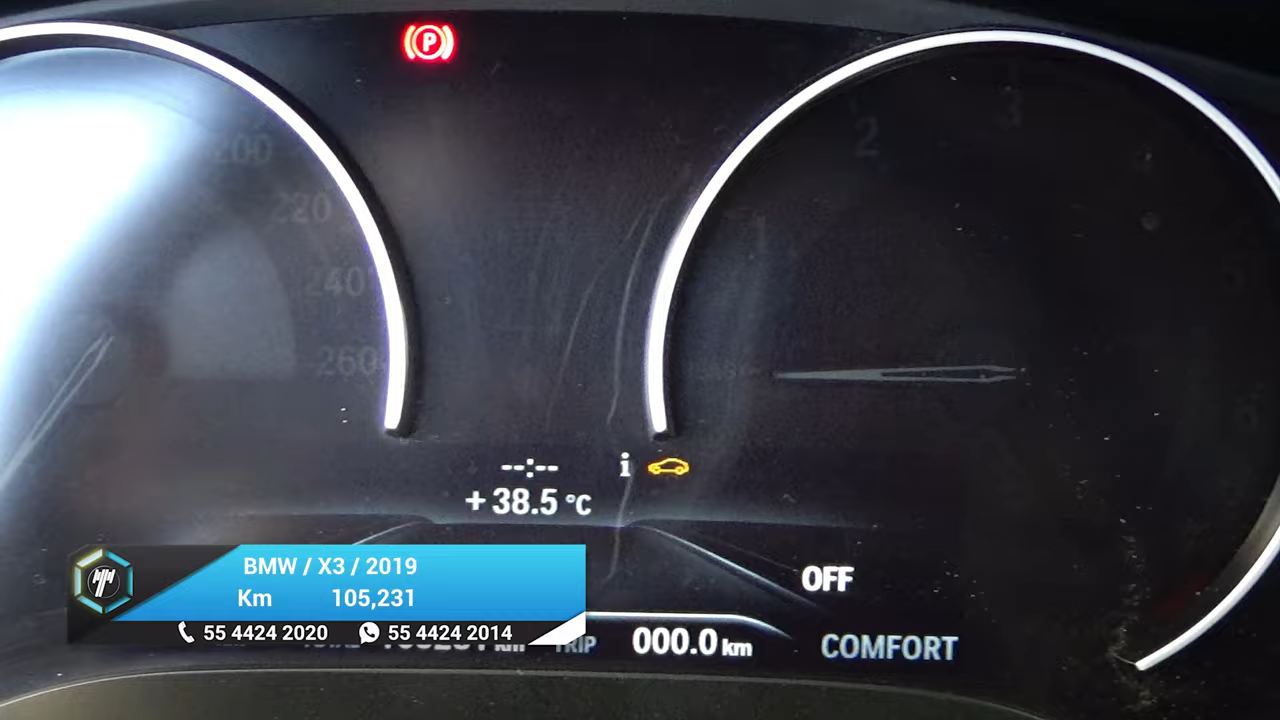 P
200
2
3
220
240
260
--:--
i
+ 38.5 °C
OFF
BMW / X3 / 2019
Km 105,231
55 4424 2020 55 4424 2014
TRIP 000.0 km COMFORT